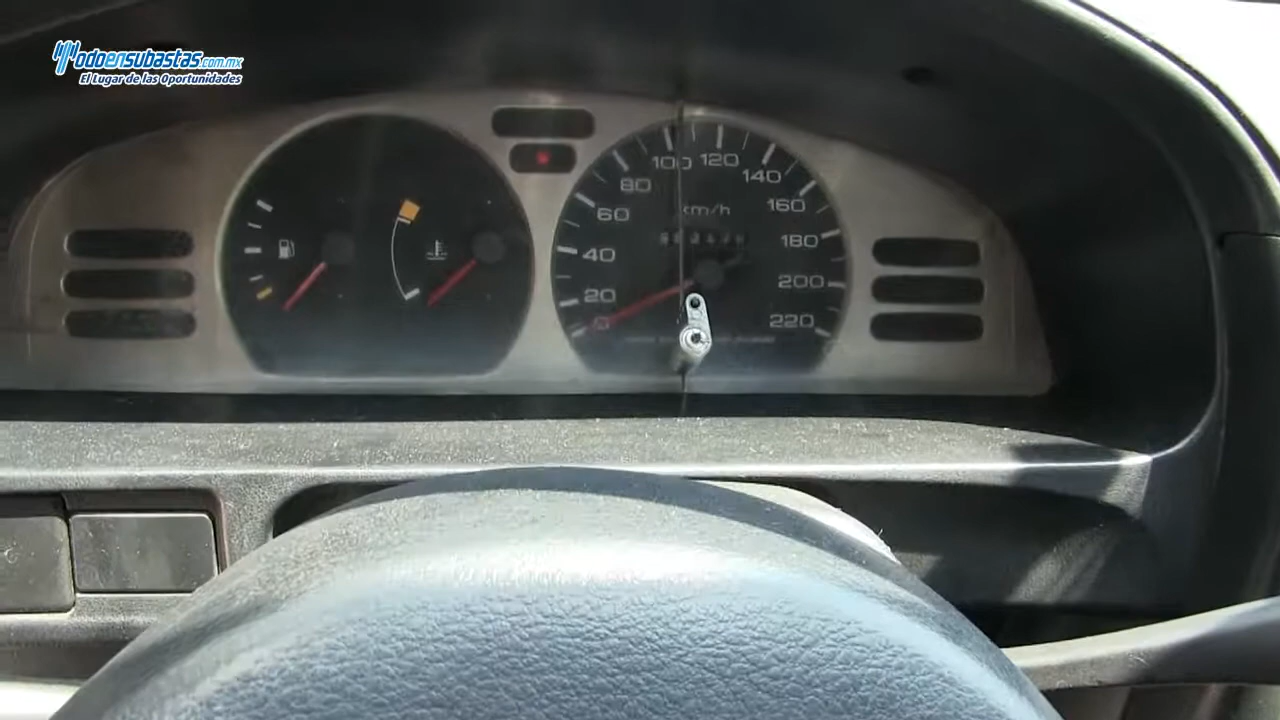 Todoensubastas.com.mx
El Lugar de las Oportunidades
100 120
80 140
km/h
60 160
40 180
20 200
220